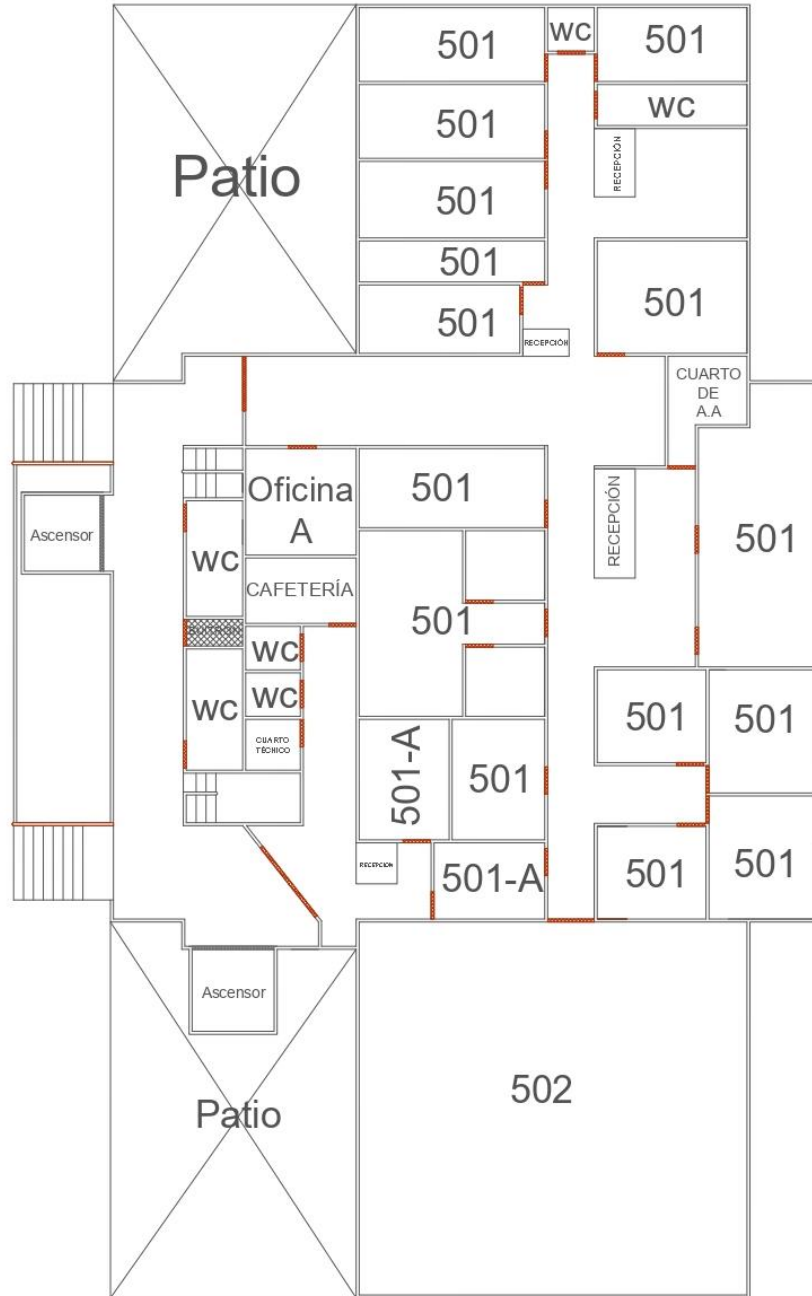 501
WC
501
501
WC
Patio
RECEPCIÓN
501
501
501
501
RECEPCIÓN
CUARTO
DE
A.A
Oficina
A
501
RECEPCIÓN
Ascensor
WC
501
CAFETERÍA
501
WC
WC
WC
501
501
CUARTO
TÉCNICO
501-A
501
RECEPCIÓN
501-A
501
501
Ascensor
502
Patio